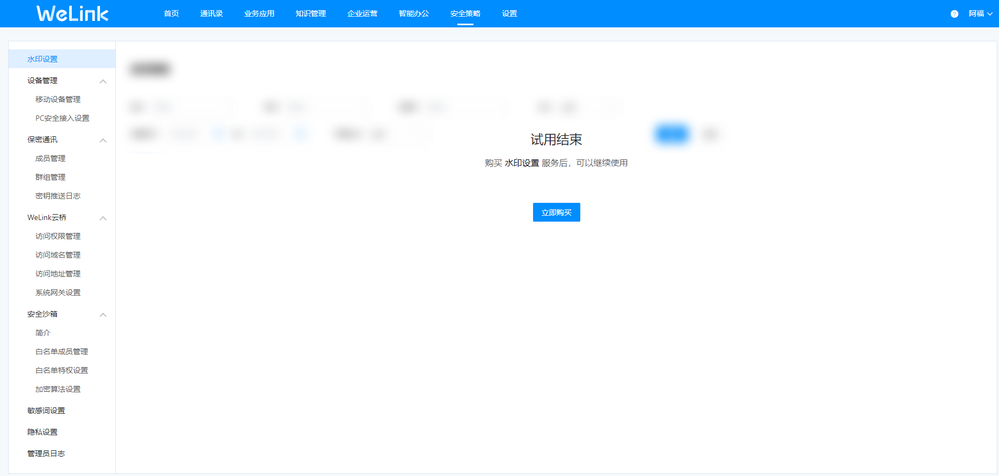 WeLink 首页 通讯录 业务应用 知识管理 企业运营 智能办公 安全策略 设置 ? 阿福
水印设置
设备管理
移动设备管理
PC安全接入设置
保密通讯
成员管理
群组管理
密钥推送日志
WeLink云桥
访问权限管理
访问域名管理
访问地址管理
系统网关设置
安全沙箱
简介
白名单成员管理
白名单特权设置
加密算法设置
敏感词设置
隐私设置
管理员日志
试用结束
购买 水印设置 服务后，可以继续使用
立即购买